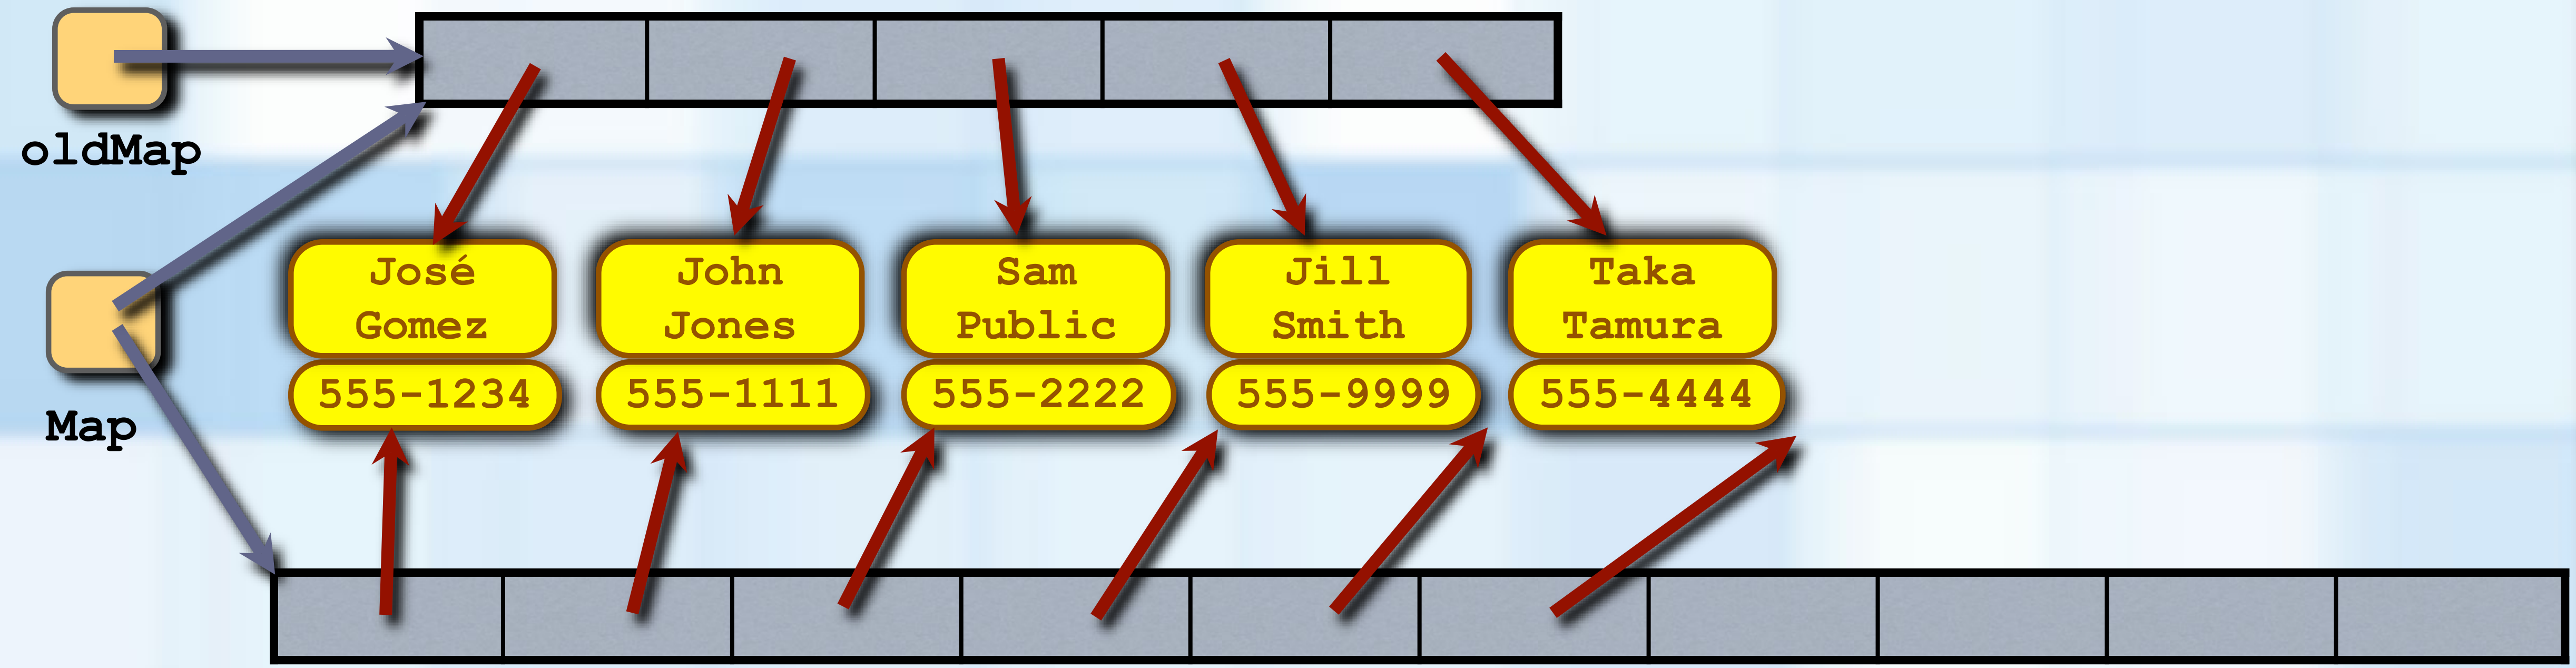 oldMap
José
Gomez
555-1234
John
Jones
555-1111
Sam
Public
555-2222
Jill
Smith
555-9999
Taka
Tamura
555-4444
Map